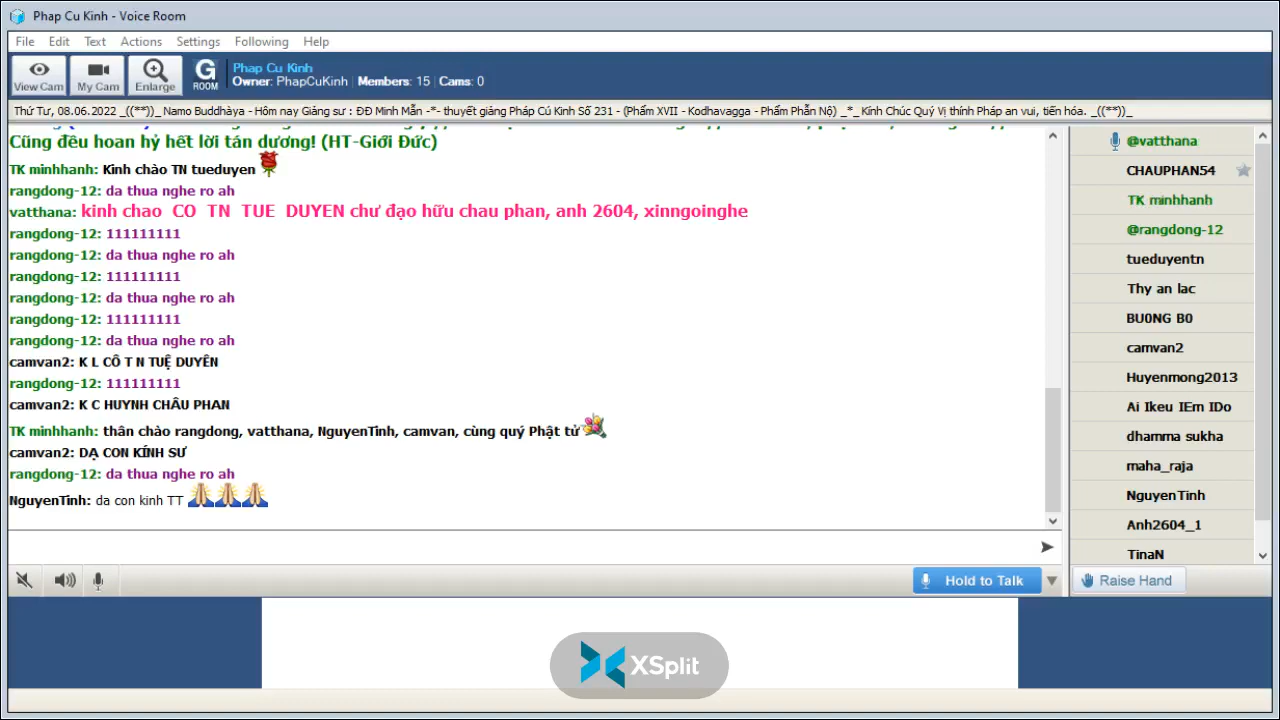 Phap Cu Kinh - Voice Room
File Edit Text Actions Settings Following Help
View Cam
My Cam
Enlarge
G
ROOM
Phap Cu Kinh
Owner: PhapCuKinh | Members: 15 | Cams: 0
Thứ Tư, 08.06.2022 _((**))_ Namo Buddhàya - Hôm nay Giảng sư : ĐĐ Minh Mẫn -*- thuyết giảng Pháp Cú Kinh Số 231 - (Phẩm XVII - Kodhavagga - Phẩm Phẫn Nộ) _*_ Kính Chúc Quý Vị thính Pháp an vui, tiến hóa. _((**))_
Cũng đều hoan hỷ hết lời tán dương! (HT-Giới Đức)
TK minhhanh: Kính chào TN tueduyen
rangdong-12: da thua nghe ro ah
vatthana: kinh chao CO TN TUE DUYEN chư đạo hữu chau phan, anh 2604, xinngoinghe
rangdong-12: 111111111
rangdong-12: da thua nghe ro ah
rangdong-12: 111111111
rangdong-12: da thua nghe ro ah
rangdong-12: 111111111
rangdong-12: da thua nghe ro ah
camvan2: K L CÔ T N TUỆ DUYÊN
rangdong-12: 111111111
camvan2: K C HUYNH CHÂU PHAN
TK minhhanh: thân chào rangdong, vatthana, NguyenTinh, camvan, cùng quý Phật tử
camvan2: DẠ CON KÍNH SƯ
rangdong-12: da thua nghe ro ah
NguyenTinh: da con kinh TT
@vatthana
CHAUPHAN54
TK minhhanh
@rangdong-12
tueduyentn
Thy an lac
BU0NG B0
camvan2
Huyenmong2013
Ai Ikeu IEm IDo
dhamma sukha
maha_raja
NguyenTinh
Anh2604_1
TinaN
Hold to Talk
Raise Hand
XSplit